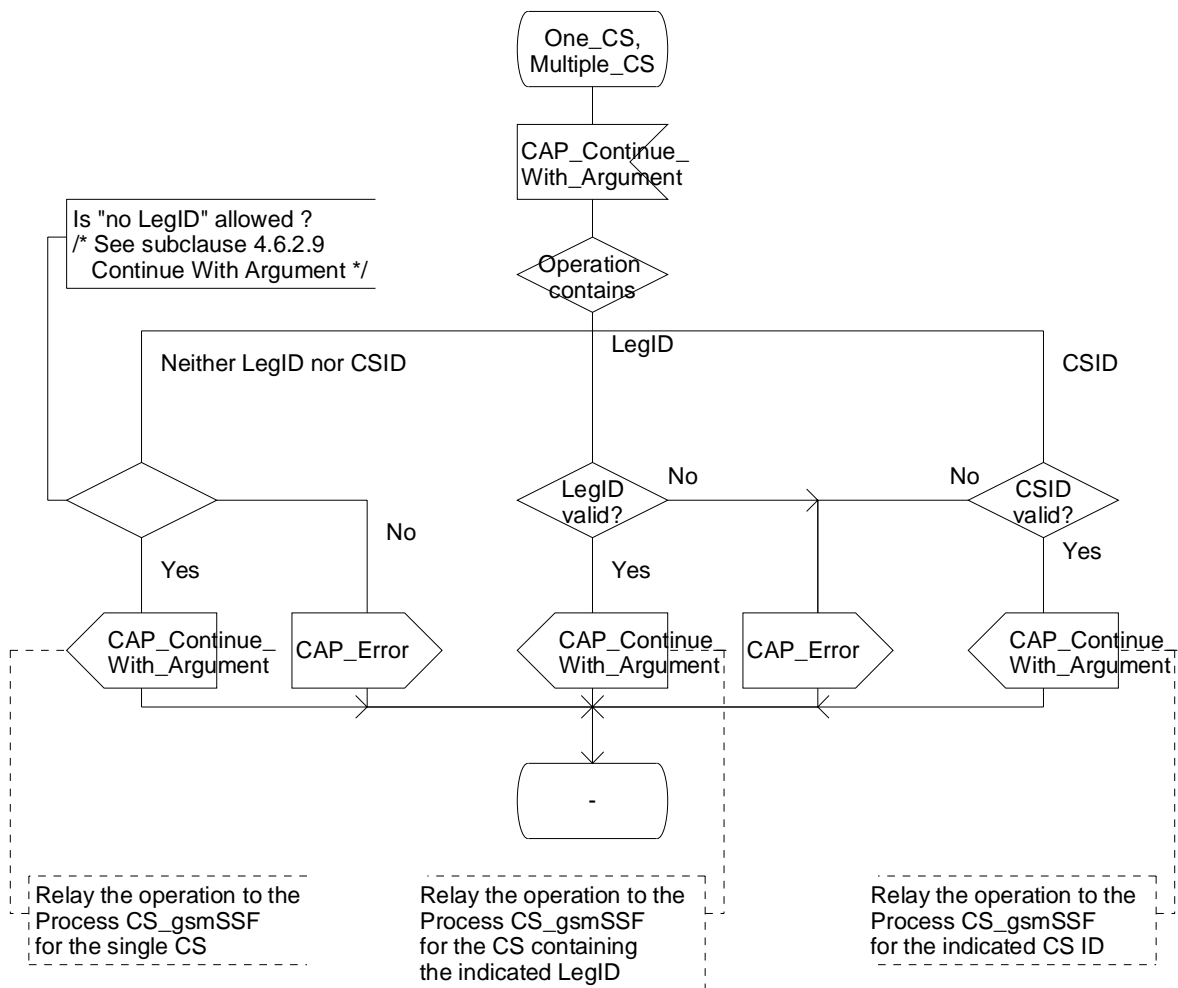 One_CS,
Multiple_CS
CAP_Continue_
With_Argument
Is "no LegID" allowed ?
/* See subclause 4.6.2.9
Continue With Argument */
Operation
contains
Neither LegID nor CSID
LegID
CSID
No
LegID
valid?
No
No
CSID
valid?
Yes
Yes
Yes
CAP_Continue_
With_Argument
CAP_Error
CAP_Continue_
With_Argument
CAP_Error
CAP_Continue_
With_Argument
-
Relay the operation to the
Process CS_gsmSSF
for the single CS
Relay the operation to the
Process CS_gsmSSF
for the CS containing
the indicated LegID
Relay the operation to the
Process CS_gsmSSF
for the indicated CS ID